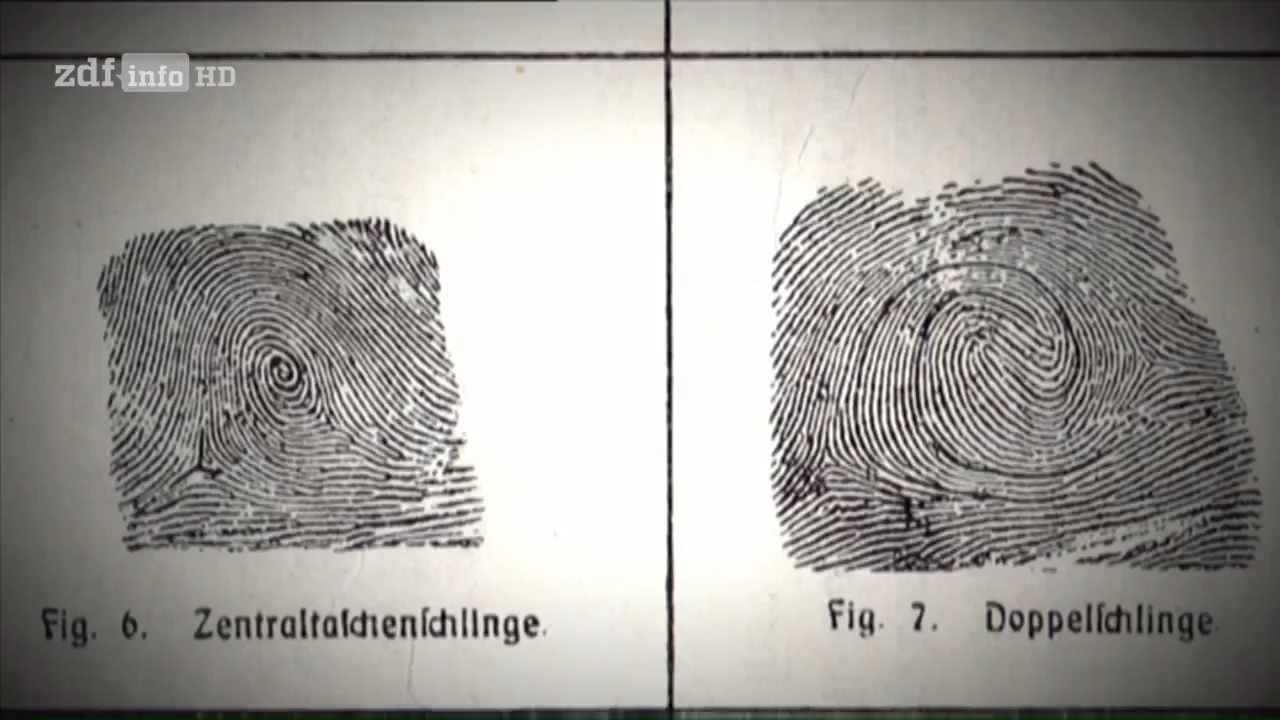 zdf info HD
Fig. 6. Zentraltaſchenſchlinge.
Fig. 7. Doppelſchlinge.